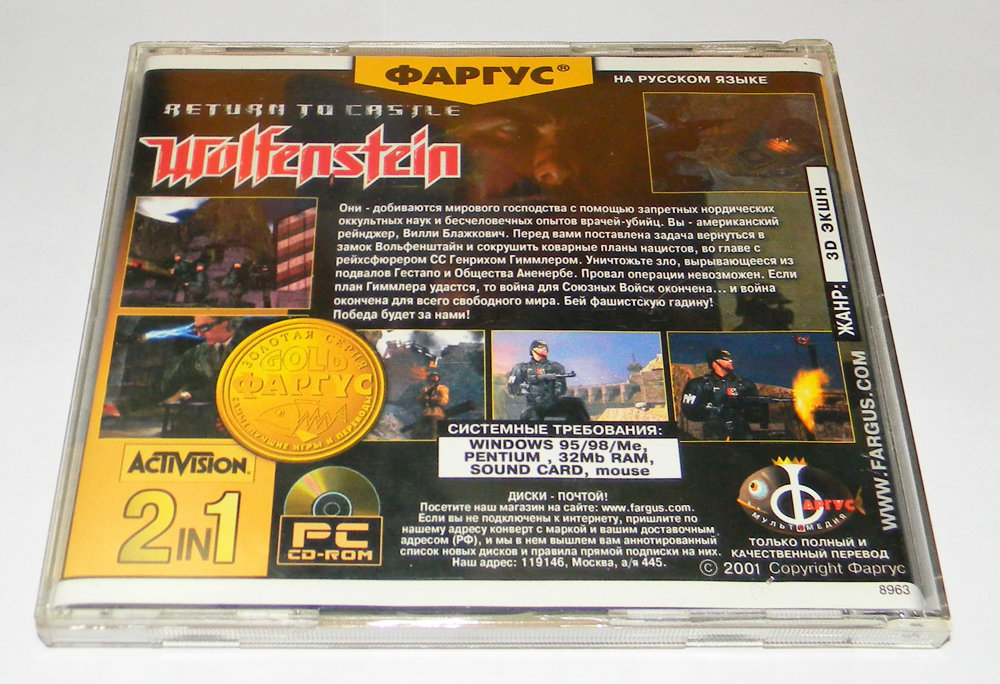 ФАРГУС®
НА РУССКОМ ЯЗЫКЕ
RETURN TO CASTLE
Wolfenstein
Они - добиваются мирового господства с помощью запретных нордических
оккультных наук и бесчеловечных опытов врачей-убийц. Вы - американский
рейнджер, Вилли Блажкович. Перед вами поставлена задача вернуться в
замок Вольфенштайн и сокрушить коварные планы нацистов, во главе с
рейхсфюрером СС Генрихом Гиммлером. Уничтожьте зло, вырывающееся из
подвалов Гестапо и Общества Аненербе. Провал операции невозможен. Если
план Гиммлера удастся, то война для Союзных Войск окончена... и война
окончена для всего свободного мира. Бей фашистскую гадину!
Победа будет за нами!
ЖАНР: 3D ЭКШН
WWW.FARGUS.COM
ЗОЛОТАЯ СЕРИЯ
GOLD
ФАРГУС
САМЫЕ ЛУЧШИЕ ИГРЫ И ПЕРЕВОДЫ
СИСТЕМНЫЕ ТРЕБОВАНИЯ:
WINDOWS 95/98/Me,
PENTIUM , 32Mb RAM,
SOUND CARD, mouse
ACTIVISION.
2 IN 1
PC
CD-ROM
ДИСКИ - ПОЧТОЙ!
Посетите наш магазин на сайте: www.fargus.com.
Если вы не подключены к интернету, пришлите по
нашему адресу конверт с маркой и вашим доставочным
адресом (РФ), и мы в нем вышлем вам аннотированный
список новых дисков и правила прямой подписки на них.
Наш адрес: 119146, Москва, а/я 445.
ФАРГУС
МУЛЬТИМЕДИЯ
ТОЛЬКО ПОЛНЫЙ И
КАЧЕСТВЕННЫЙ ПЕРЕВОД
© 2001 Copyright Фаргус
8963